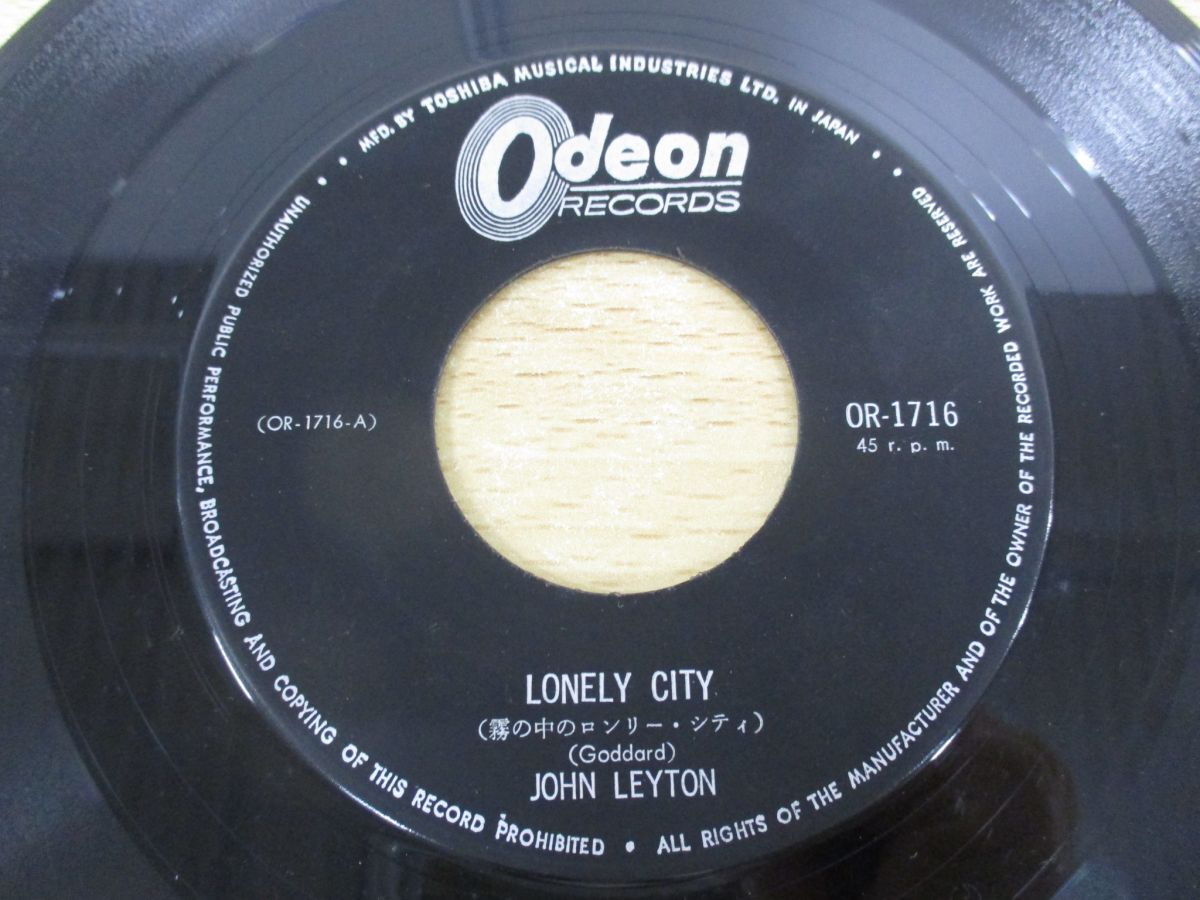 MFD. BY TOSHIBA MUSICAL INDUSTRIES LTD. IN JAPAN
Odeon
RECORDS
(OR-1716-A)
OR-1716
45 r. p. m.
LONELY CITY
(霧の中のロンリー・シティ)
(Goddard)
JOHN LEYTON
UNAUTHORIZED PUBLIC PERFORMANCE, BROADCASTING AND COPYING OF THIS RECORD PROHIBITED • ALL RIGHTS OF THE MANUFACTURER AND OF THE OWNER OF THE RECORDED WORK ARE RESERVED